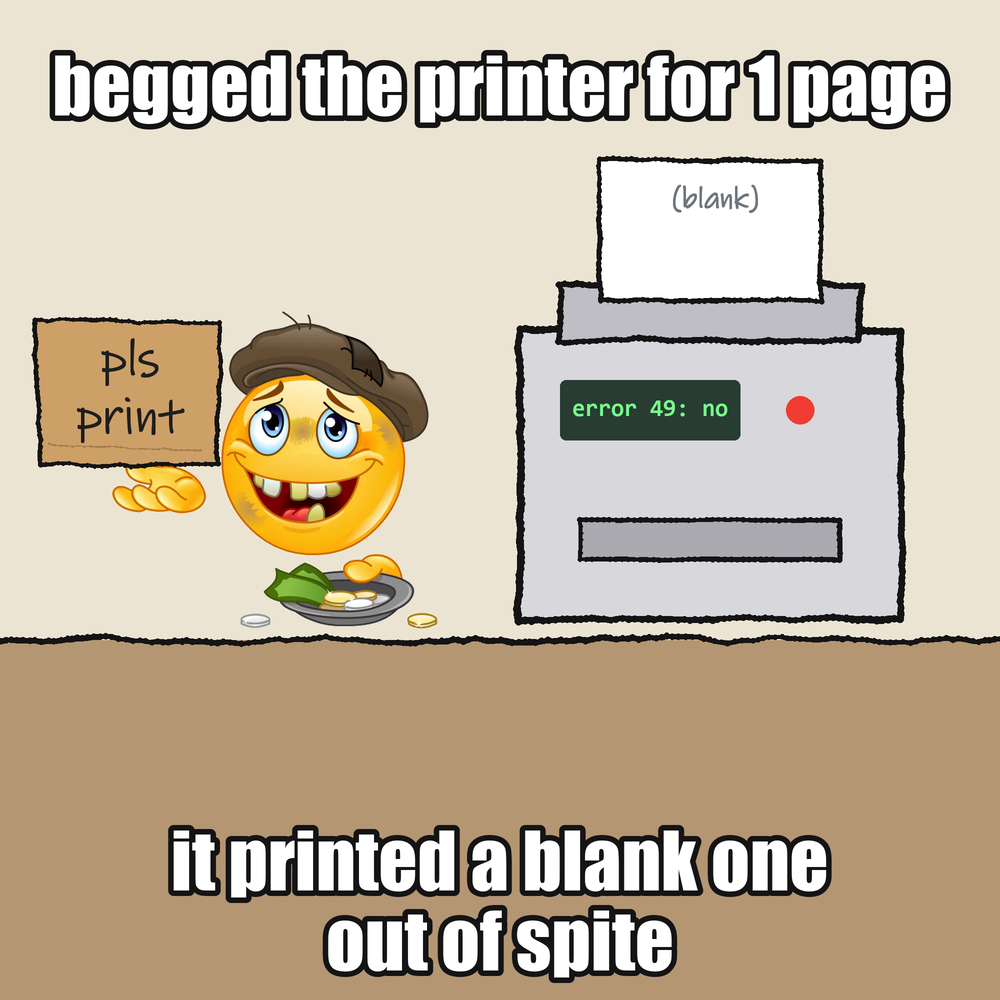 begged the printer for 1 page
(blank)
pls
print
error 49: no
it printed a blank one
out of spite